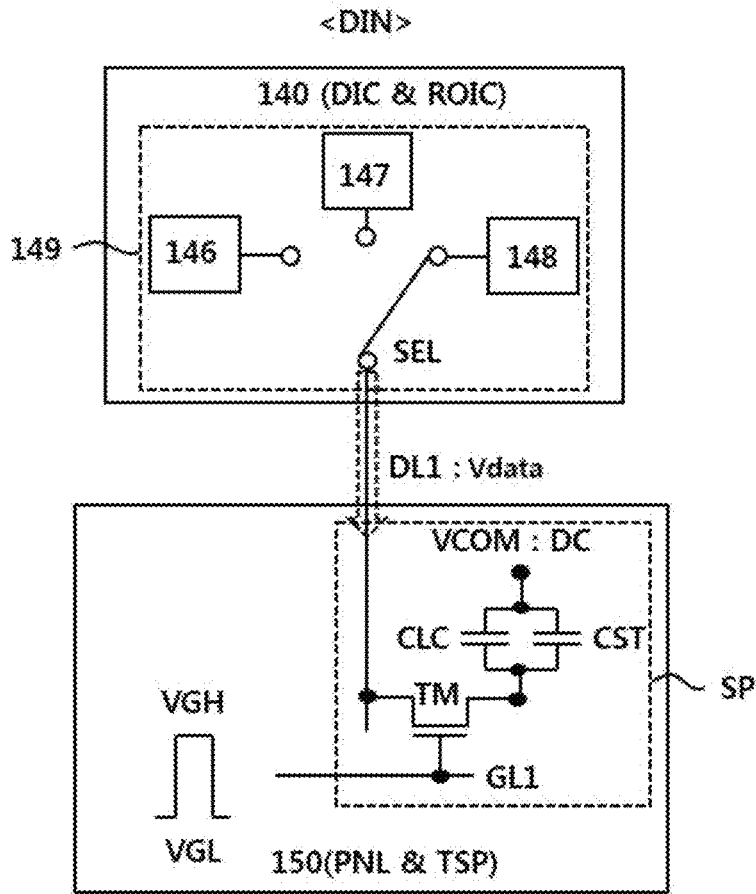 <DIN>
140 (DIC & ROIC)
147
149
146
148
SEL
DL1 : Vdata
VCOM : DC
CLC
CST
SP
TM
VGH
GL1
VGL
150(PNL & TSP)